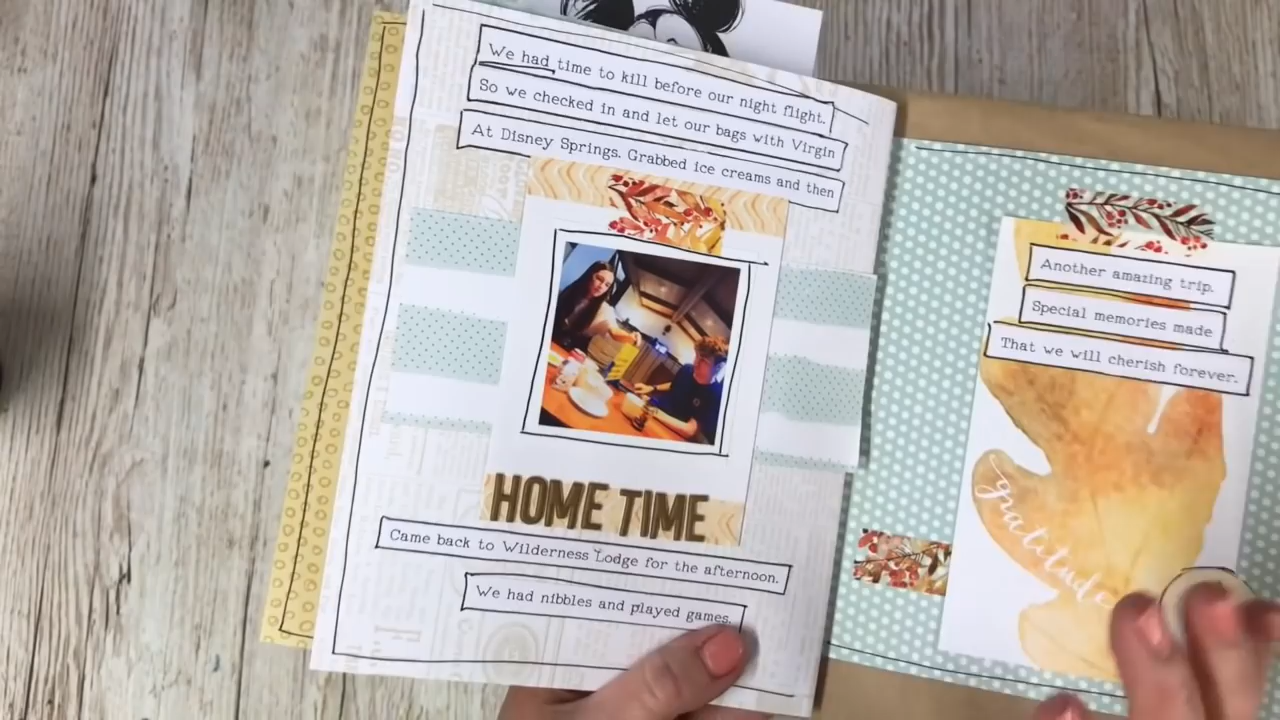 We had time to kill before our night flight.
So we checked in and let our bags with Virgin
At Disney Springs. Grabbed ice creams and then
HOME TIME
Came back to Wilderness Lodge for the afternoon.
We had nibbles and played games.
Another amazing trip.
Special memories made
That we will cherish forever.
gratitude